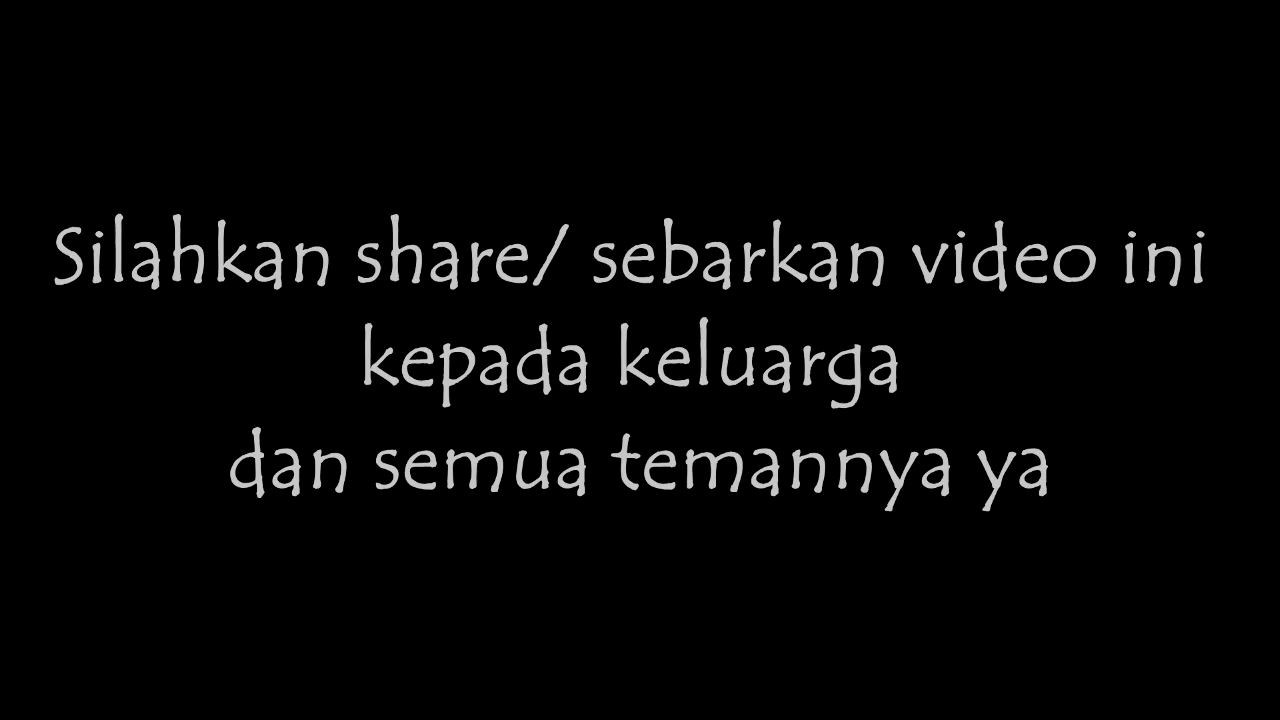 Silahkan share/ sebarkan video ini
kepada keluarga
dan semua temannya ya